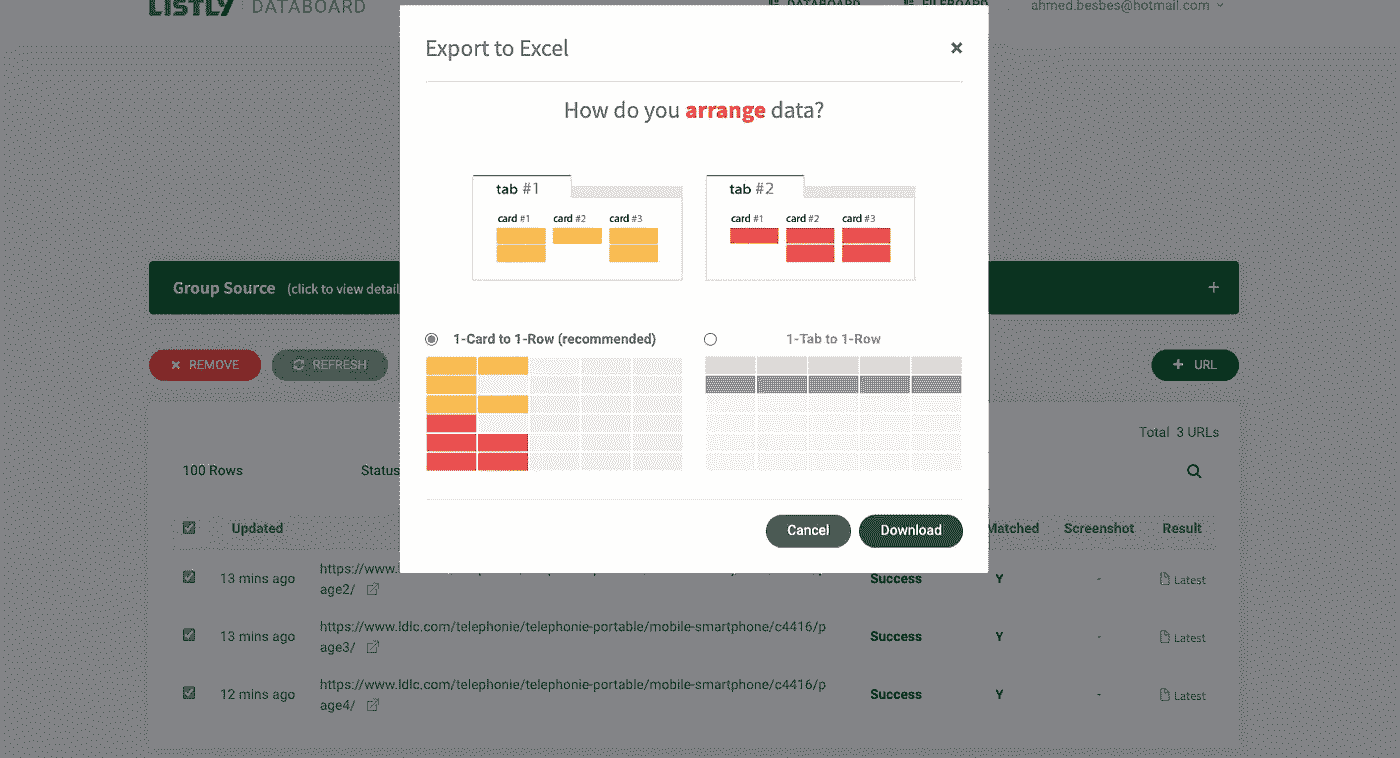 LISTLY DATABOARD DATABOARD FILEBOARD ahmed.besbes@hotmail.com
Export to Excel ×
How do you arrange data?
tab #1 tab #2
card #1 card #2 card #3 card #1 card #2 card #3
Group Source (click to view detail +
1-Card to 1-Row (recommended) 1-Tab to 1-Row
× REMOVE REFRESH + URL
Total 3 URLs
100 Rows Status
Cancel Download
Updated Matched Screenshot Result
13 mins ago https://www.l Success Y - Latest
age2/
13 mins ago https://www.ldlc.com/telephonie/telephonie-portable/mobile-smartphone/c4416/p Success Y - Latest
age3/
12 mins ago https://www.ldlc.com/telephonie/telephonie-portable/mobile-smartphone/c4416/p Success Y - Latest
age4/